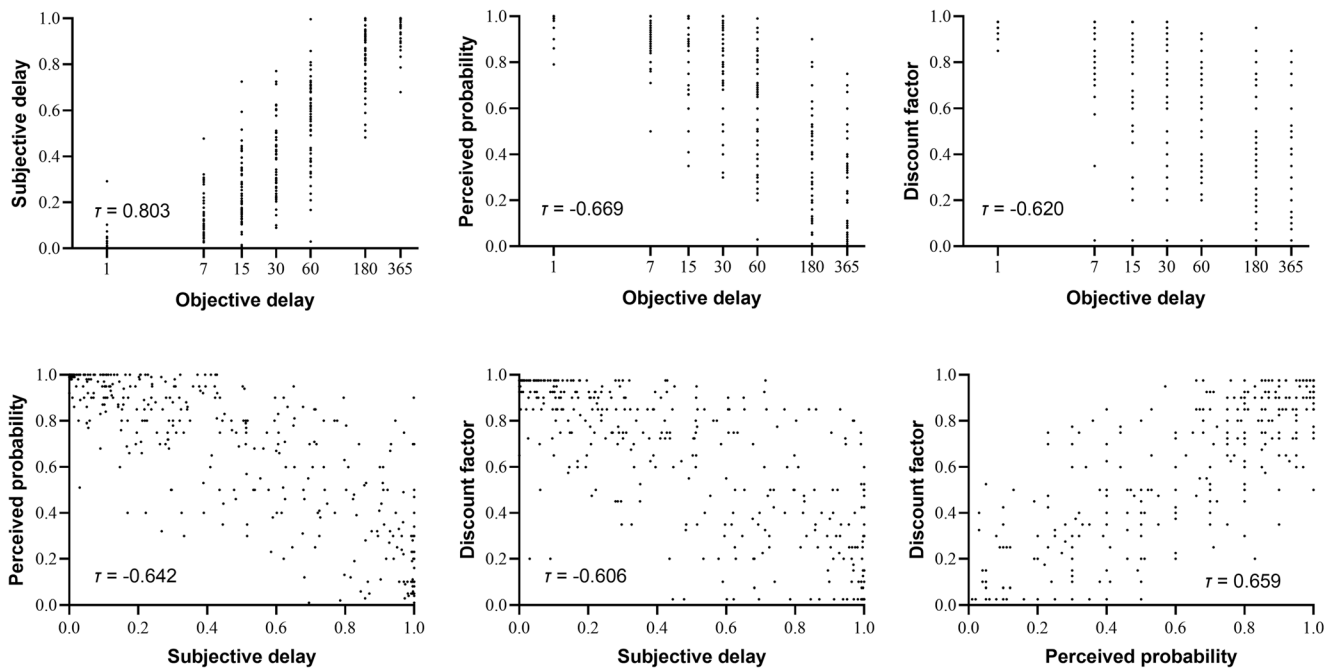 Subjective delay
1.0
0.8
0.6
0.4
0.2
0.0
τ = 0.803
1 7 15 30 60 180 365
Objective delay
Perceived probability
1.0
0.8
0.6
0.4
0.2
0.0
τ = -0.669
1 7 15 30 60 180 365
Objective delay
Discount factor
1.0
0.8
0.6
0.4
0.2
0.0
τ = -0.620
1 7 15 30 60 180 365
Objective delay
Perceived probability
1.0
0.8
0.6
0.4
0.2
0.0
τ = -0.642
0.0 0.2 0.4 0.6 0.8 1.0
Subjective delay
Discount factor
1.0
0.8
0.6
0.4
0.2
0.0
τ = -0.606
0.0 0.2 0.4 0.6 0.8 1.0
Subjective delay
Discount factor
1.0
0.8
0.6
0.4
0.2
0.0
τ = 0.659
0.0 0.2 0.4 0.6 0.8 1.0
Perceived probability